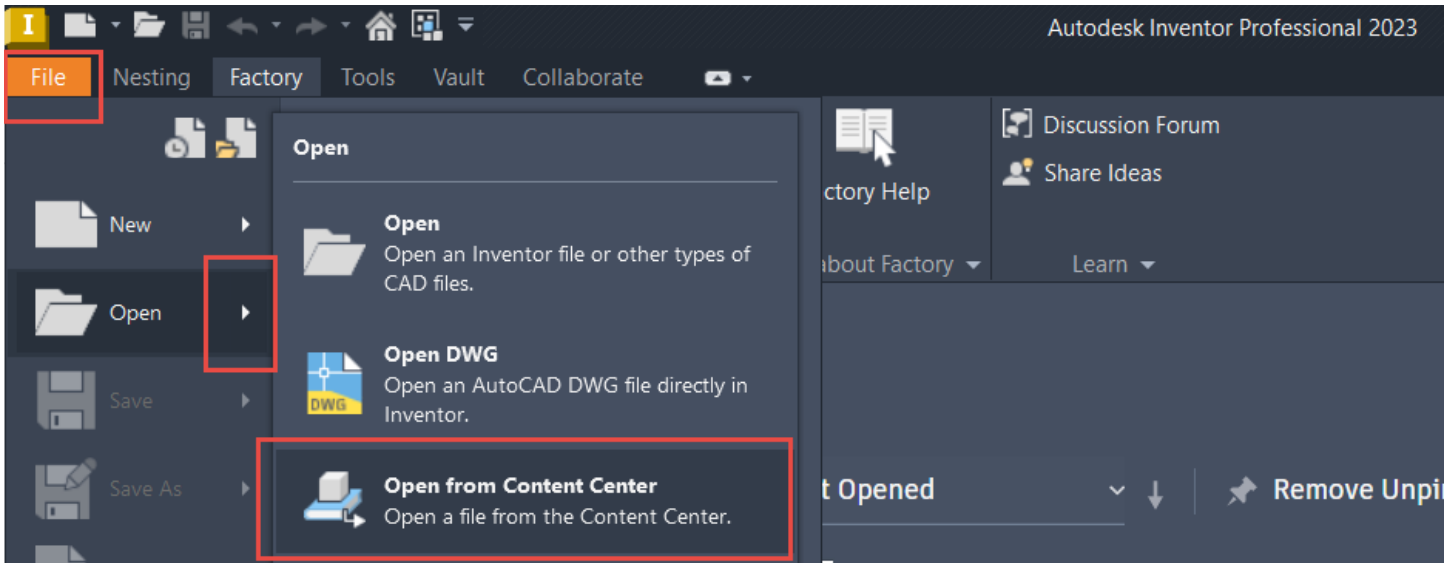 I
Autodesk Inventor Professional 2023
File Nesting Factory Tools Vault Collaborate
Open
Discussion Forum
Share Ideas
ctory Help
New
Open
Open an Inventor file or other types of
CAD files.
about Factory
Learn
Open
Open DWG
Open an AutoCAD DWG file directly in
Inventor.
DWG
Save
Save As
Open from Content Center
Open a file from the Content Center.
t Opened
Remove Unpi